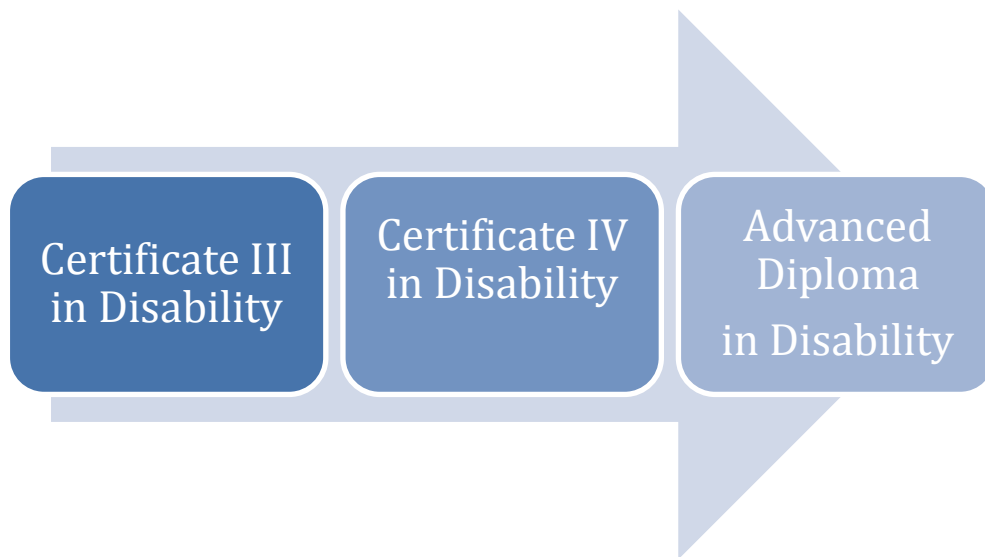 Certificate III
in Disability
Certificate IV
in Disability
Advanced
Diploma
in Disability